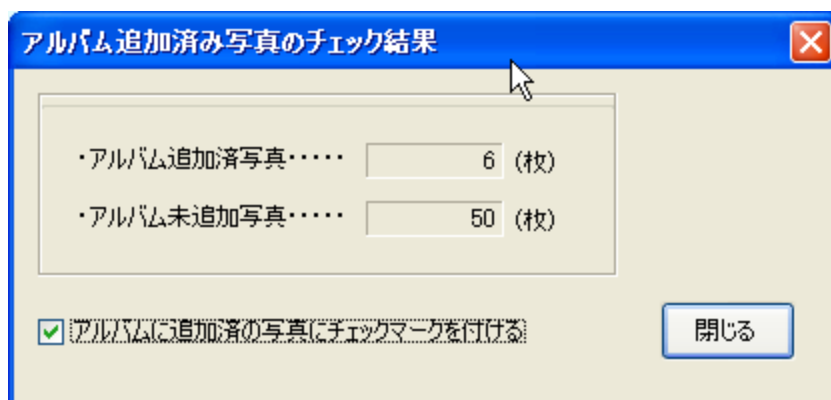 アルバム追加済み写真のチェック結果
・アルバム追加済写真・・・・・ 6 (枚)
・アルバム未追加写真・・・・・ 50 (枚)
アルバムに追加済の写真にチェックマークを付ける 閉じる